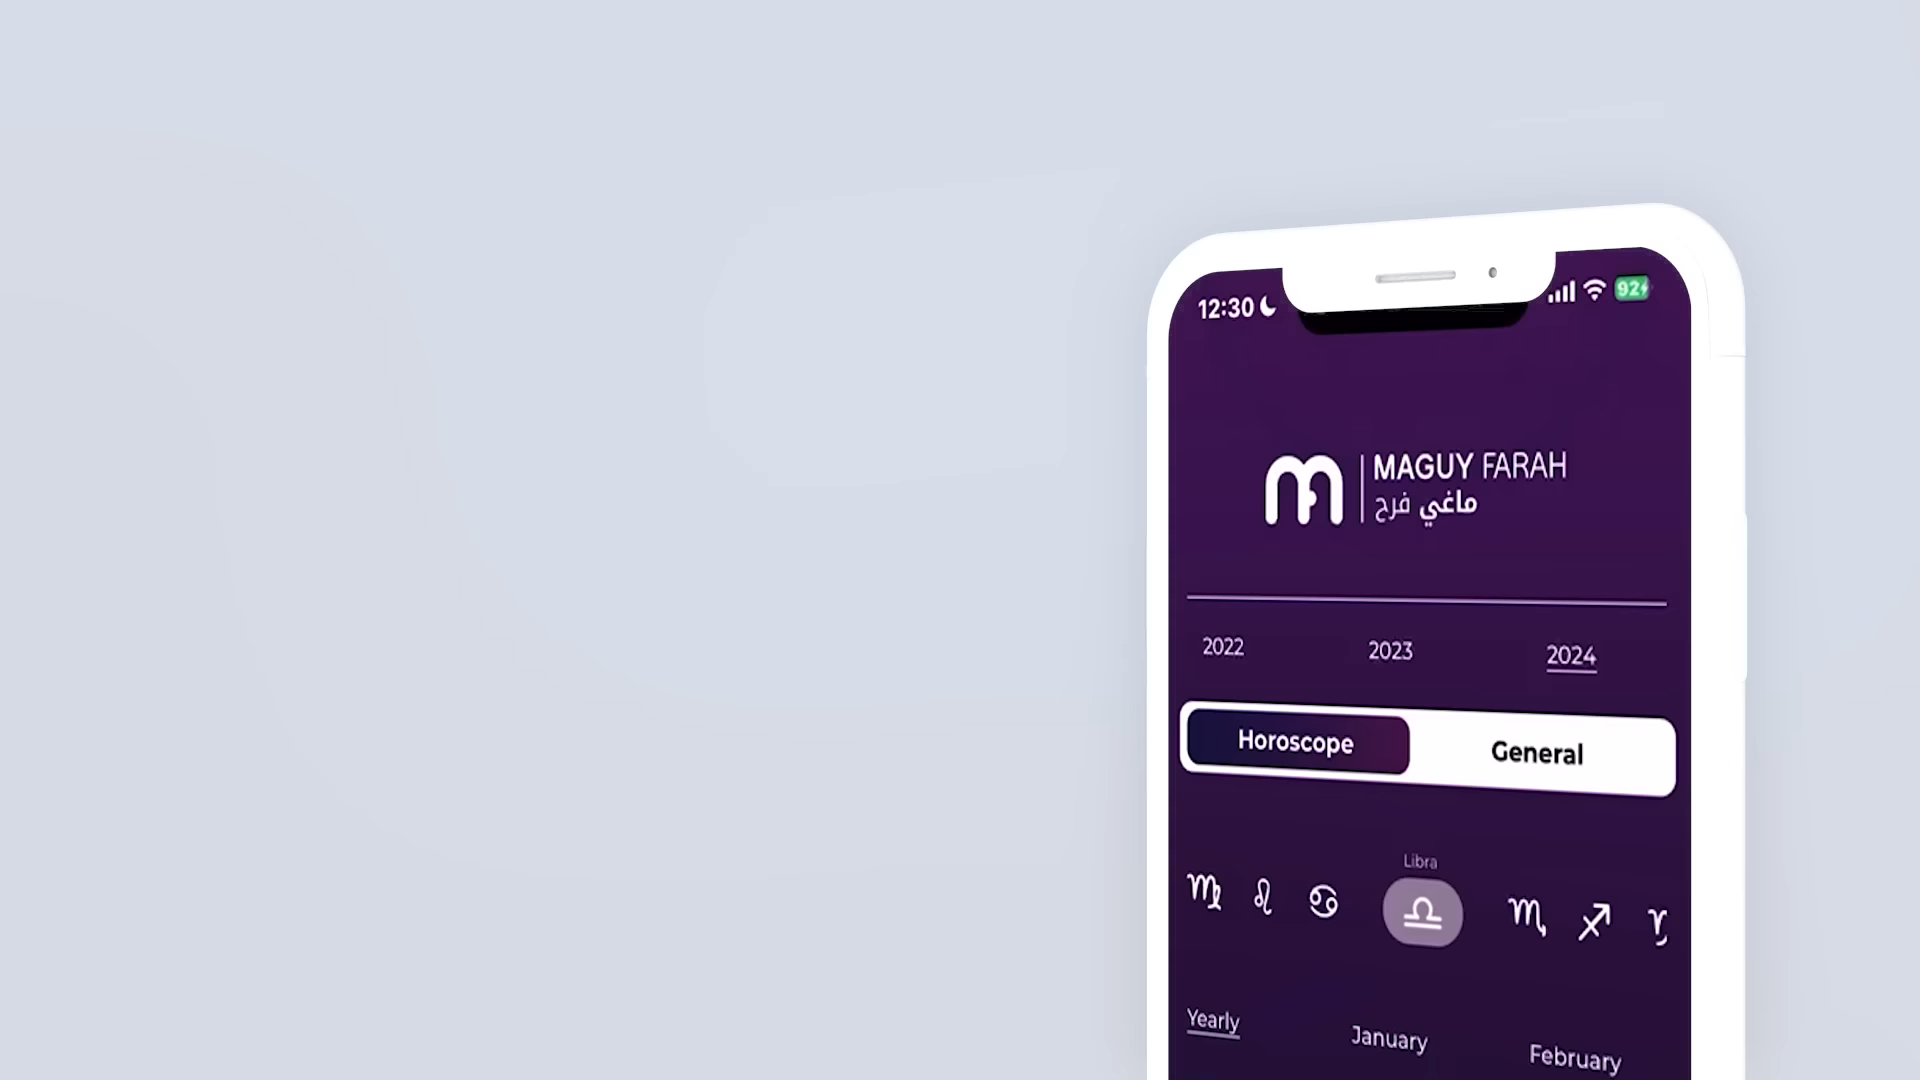 12:30
92
MAGUY FARAH
ماغي فرح
2022 2023 2024
Horoscope General
Libra
Yearly January February